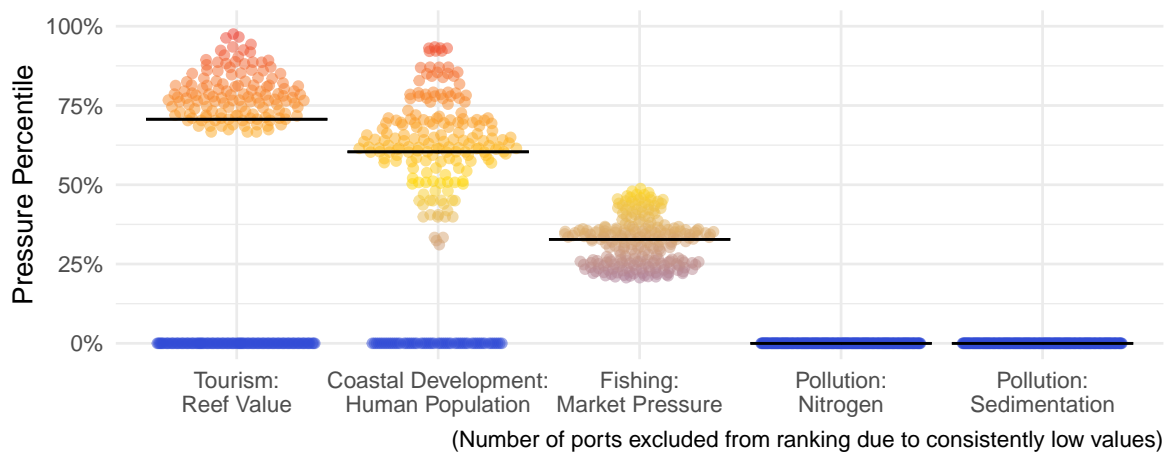 Pressure Percentile
100%
75%
50%
25%
0%
Tourism:
Reef Value
Coastal Development:
Human Population
Fishing:
Market Pressure
Pollution:
Nitrogen
Pollution:
Sedimentation
(Number of ports excluded from ranking due to consistently low values)